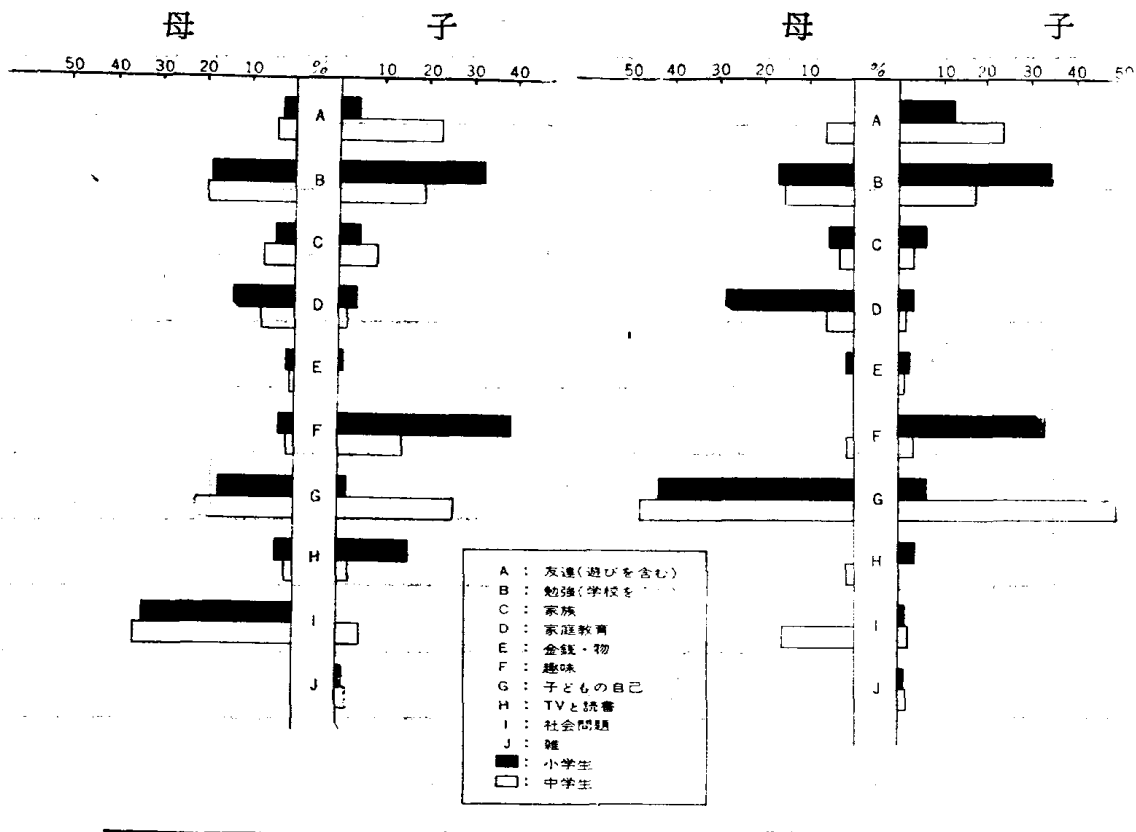 母 子 母 子
50 40 20 10 % 10 20 30 40 50 40 20 10 % 10 20 30 40 50
A A
B B
C C
D D
E E
F F
G G
H H
I I
J J
A : 友達(遊びを含む)
B : 勉強(学校を
C : 家族
D : 家庭教育
E : 金銭・物
F : 趣味
G : 子どもの自己
H : TVと読書
I : 社会問題
J : 雑
小学生
中学生